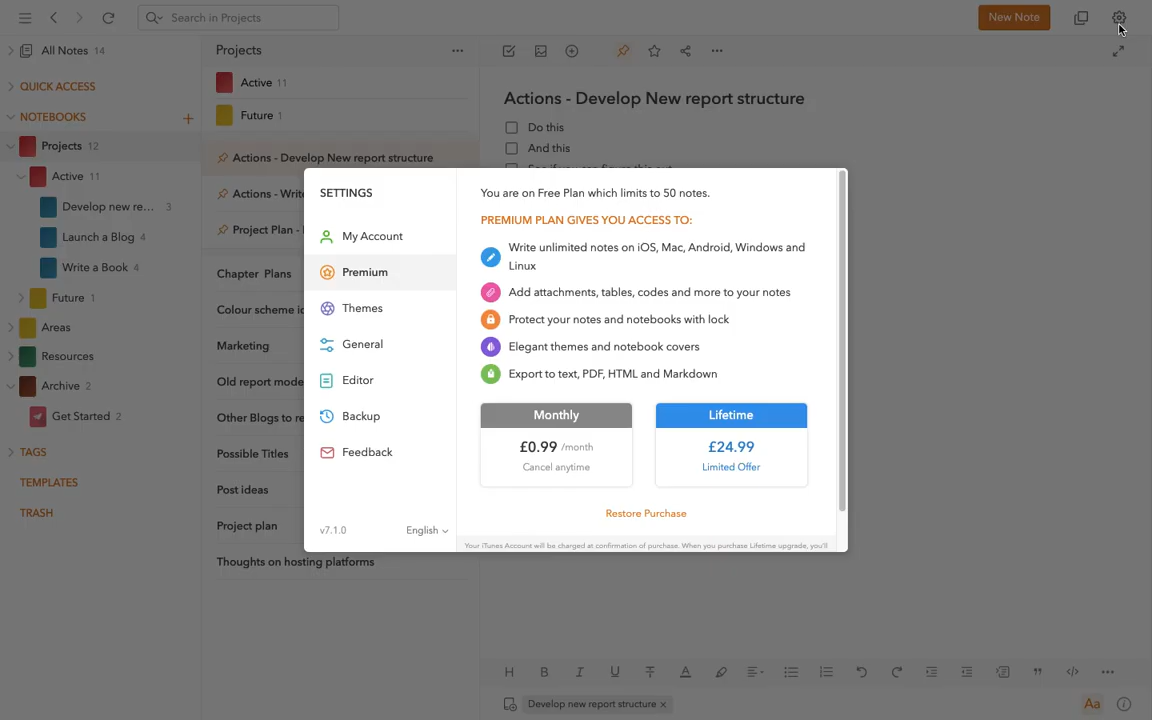 Search in Projects
New Note
All Notes 14
QUICK ACCESS
NOTEBOOKS
Projects 12
Active 11
Develop new re... 3
Launch a Blog 4
Write a Book 4
Future 1
Areas
Resources
Archive 2
Get Started 2
TAGS
TEMPLATES
TRASH
Projects
Active 11
Future 1
Actions - Develop New report structure
Actions - Write
Project Plan -
Chapter Plans
Colour scheme
Marketing
Old report mode
Other Blogs to re
Possible Titles
Post ideas
Project plan
Thoughts on hosting platforms
Actions - Develop New report structure
Do this
And this
SETTINGS
My Account
Premium
Themes
General
Editor
Backup
Feedback
v7.1.0
English
You are on Free Plan which limits to 50 notes.
PREMIUM PLAN GIVES YOU ACCESS TO:
Write unlimited notes on iOS, Mac, Android, Windows and
Linux
Add attachments, tables, codes and more to your notes
Protect your notes and notebooks with lock
Elegant themes and notebook covers
Export to text, PDF, HTML and Markdown
Monthly
£0.99 /month
Cancel anytime
Lifetime
£24.99
Limited Offer
Restore Purchase
Your iTunes Account will be charged at confirmation of purchase. When you purchase Lifetime upgrade, you'll
H B I U T A
Develop new report structure ×
Aa